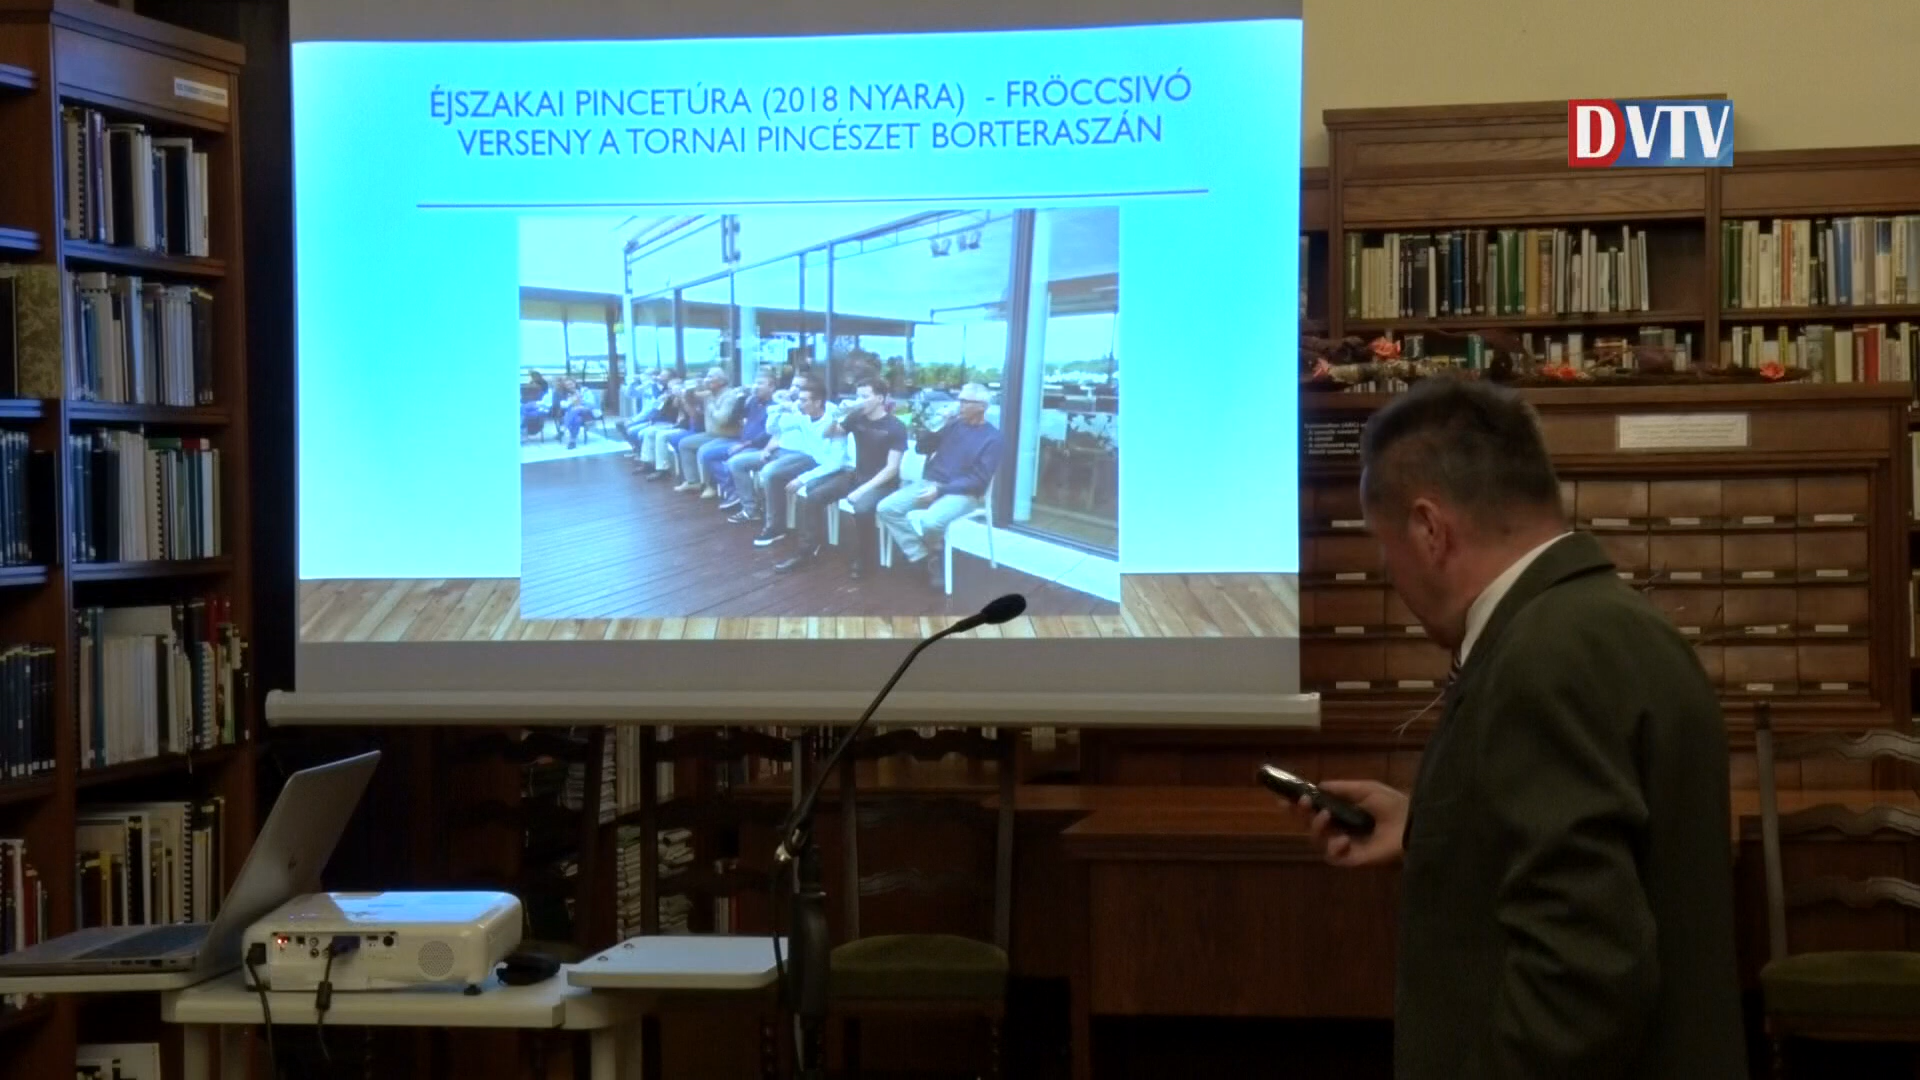 ÉJSZAKAI PINCETÚRA (2018 NYARA) - FRÖCCSIVÓ
VERSENY A TORNAI PINCÉSZET BORTERASZÁN
DVTV